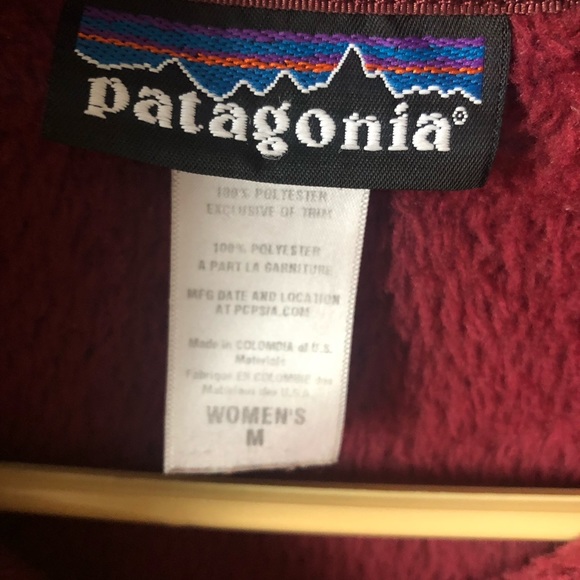 patagonia®
100% POLYESTER
EXCLUSIVE OF TRIM
100% POLYESTER
A PART LA GARNITURE
MFG DATE AND LOCATION
AT PCPSIA.COM
Made in COLOMBIA of U.S.
Materials
Fabriqué EN COLOMBIE des
Matériaux des U.S.A
WOMEN'S
M